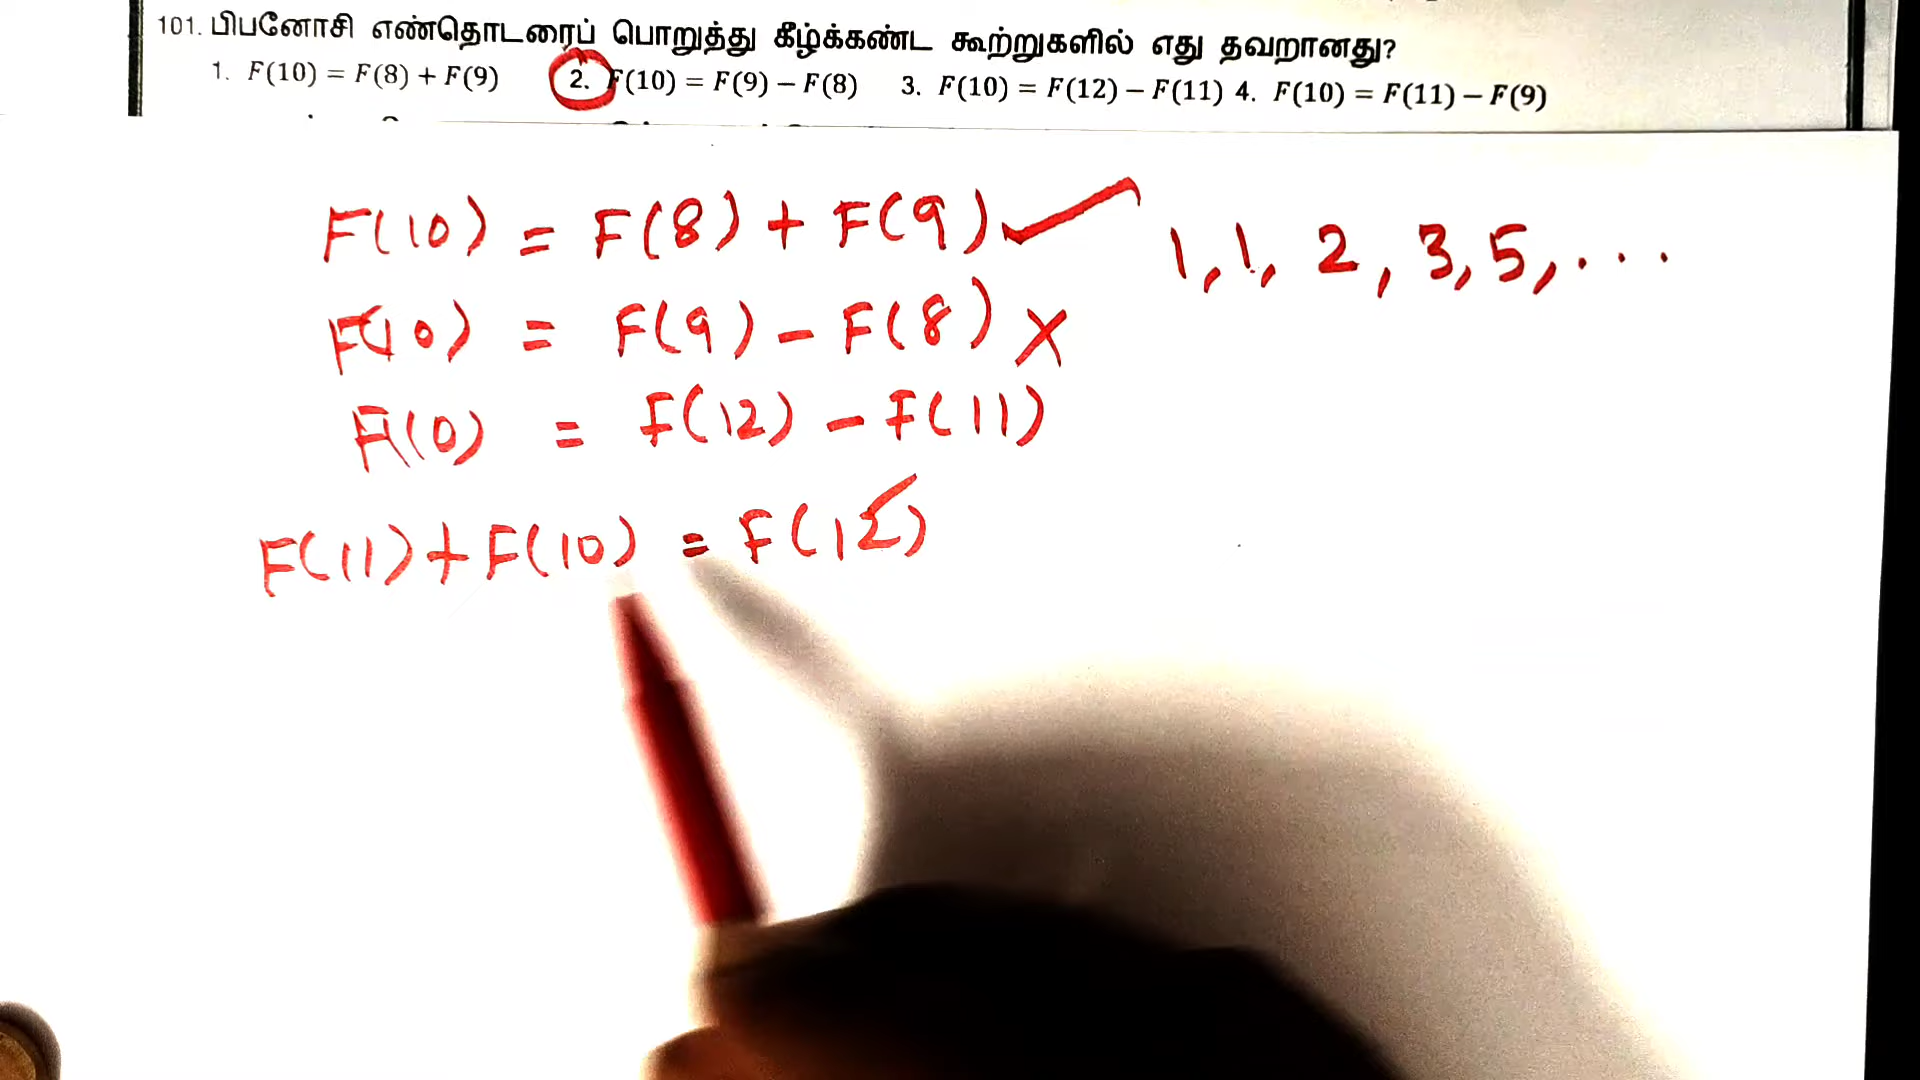 101. பிபனோசி எண்தொடரைப் பொறுத்து கீழ்க்கண்ட கூற்றுகளில் எது தவறானது?
1. F(10) = F(8) + F(9) 2. F(10) = F(9) − F(8) 3. F(10) = F(12) − F(11) 4. F(10) = F(11) − F(9)
F(10) = F(8) + F(9) ✓ 1, 1, 2, 3, 5, . . .
F(10) = F(9) − F(8) ×
F(10) = F(12) − F(11)
F(11) + F(10) = F(12)